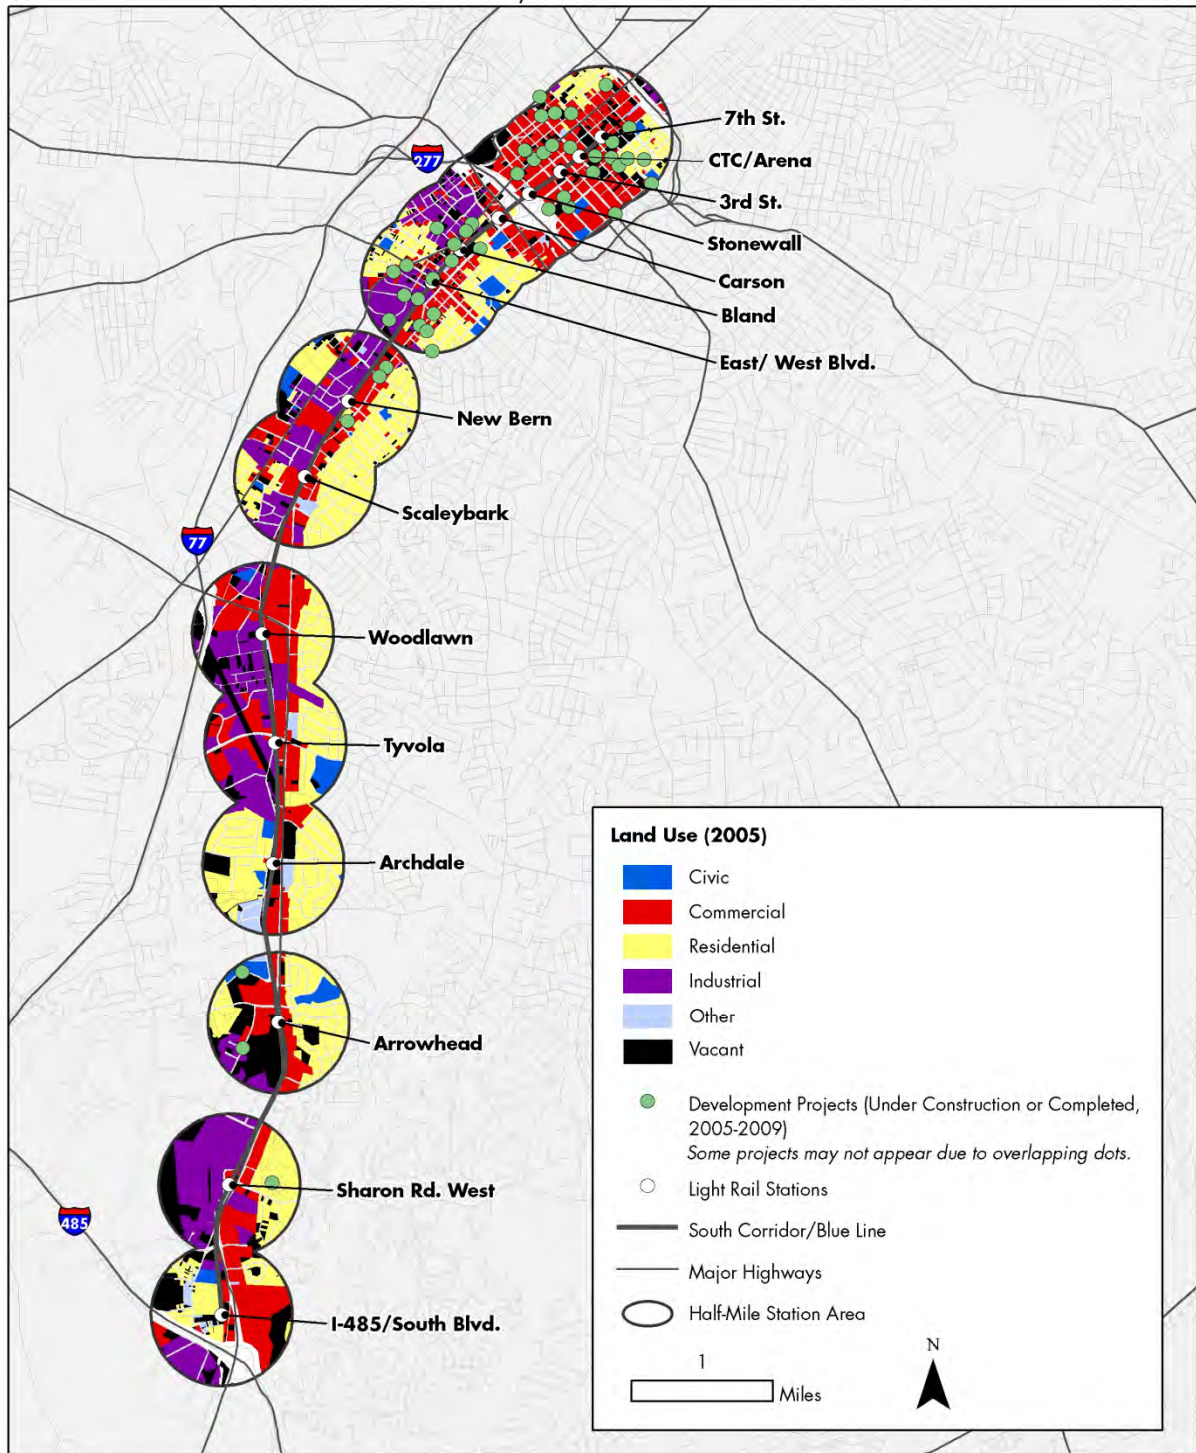 7th St.
277
CTC/Arena
3rd St.
Stonewall
Carson
Bland
East/ West Blvd.
New Bern
Scaleybark
77
Woodlawn
Tyvola
Archdale
Arrowhead
Sharon Rd. West
485
I-485/South Blvd.
Land Use (2005)
Civic
Commercial
Residential
Industrial
Other
Vacant
Development Projects (Under Construction or Completed,
2005-2009)
Some projects may not appear due to overlapping dots.
Light Rail Stations
South Corridor/Blue Line
Major Highways
Half-Mile Station Area
1
Miles
N